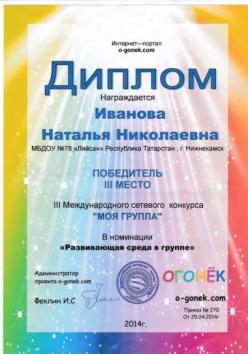 Интернет—портал
o-gonek.com
Диплом
Награждается
Иванова
Наталья Николаевна
МБДОУ №78 «Ляйсан» Республика Татарстан , г. Нижнекамск
ПОБЕДИТЕЛЬ
III МЕСТО
III Международного сетевого конкурса
"МОЯ ГРУППА"
В номинации
«Развивающая среда в группе»
Администратор
проекта o-gonek.com
Феклин И.С
ОГОНЁК
o-gonek.com
Приказ № 270
От 25.04.2014г
2014г.